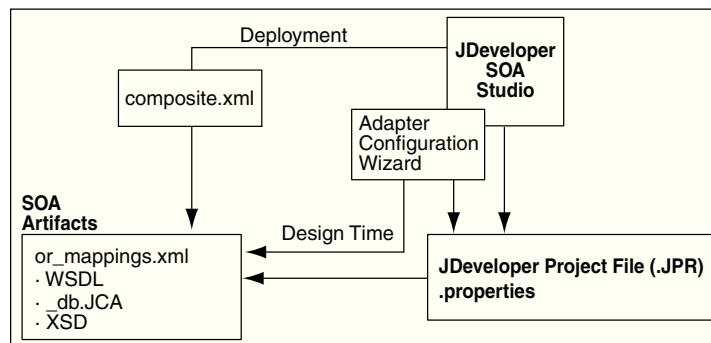 Deployment
JDeveloper
SOA
Studio
composite.xml
Adapter
Configuration
Wizard
SOA
Artifacts
Design Time
or_mappings.xml
· WSDL
· _db.JCA
· XSD
JDeveloper Project File (.JPR)
.properties